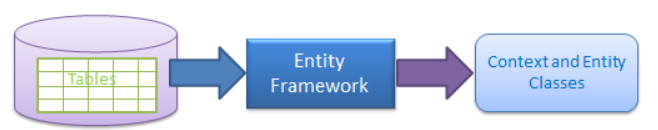 Tables
Entity
Framework
Context and Entity
Classes